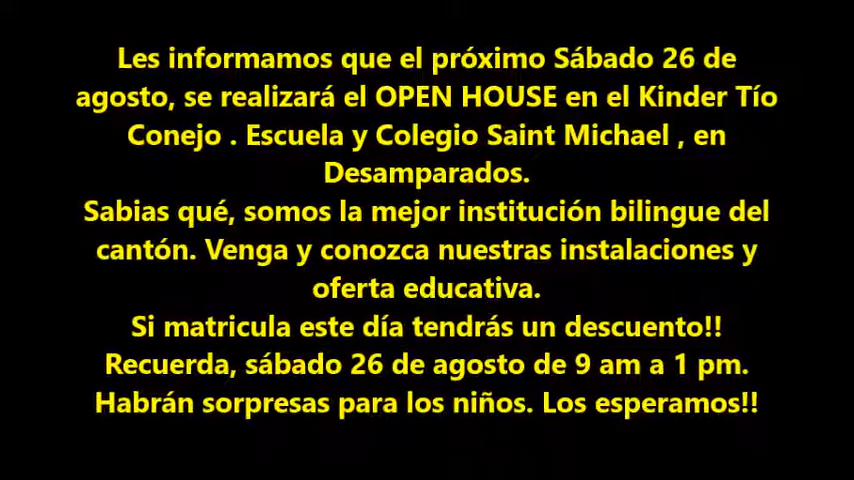 Les informamos que el próximo Sábado 26 de
agosto, se realizará el OPEN HOUSE en el Kinder Tío
Conejo . Escuela y Colegio Saint Michael , en
Desamparados.
Sabias qué, somos la mejor institución bilingue del
cantón. Venga y conozca nuestras instalaciones y
oferta educativa.
Si matricula este día tendrás un descuento!!
Recuerda, sábado 26 de agosto de 9 am a 1 pm.
Habrán sorpresas para los niños. Los esperamos!!